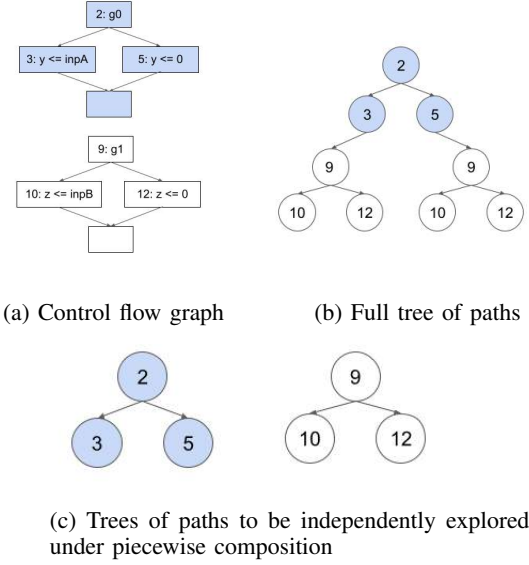 2: g0
3: y <= inpA
5: y <= 0
9: g1
10: z <= inpB
12: z <= 0
2
3
5
9
9
10
12
10
12
(a) Control flow graph
(b) Full tree of paths
2
3
5
9
10
12
(c) Trees of paths to be independently explored
under piecewise composition